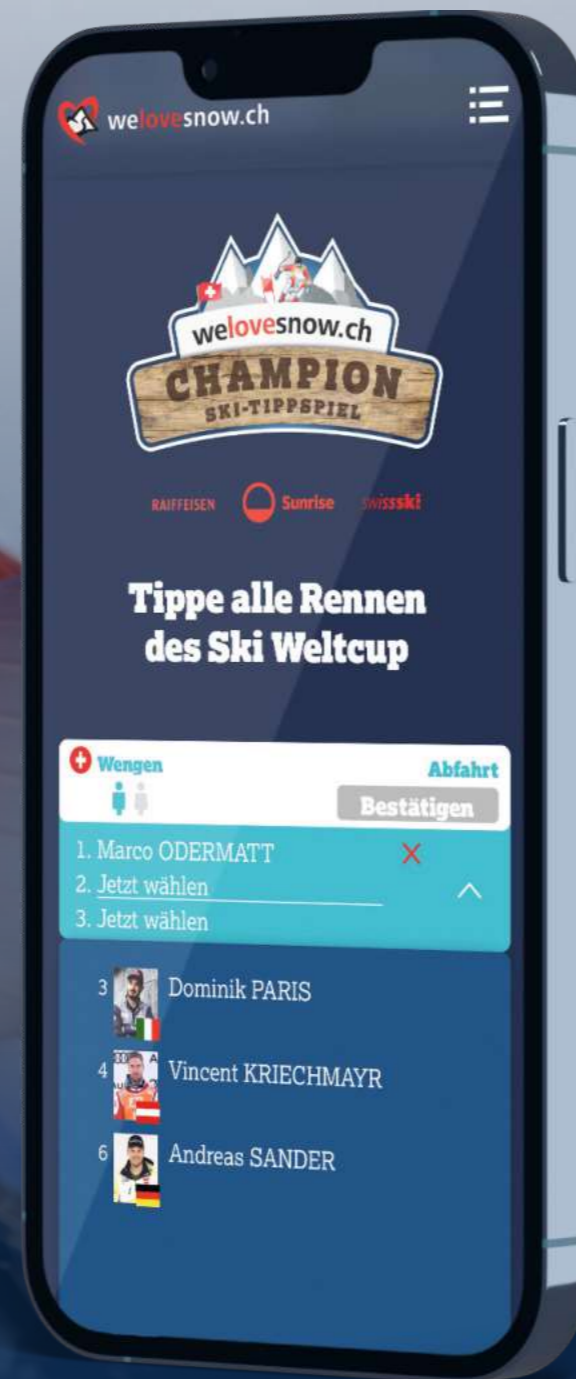 welovesnow.ch
welovesnow.ch
CHAMPION
SKI-TIPPSPIEL
RAIFFEISEN Sunrise swissski
Tippe alle Rennen
des Ski Weltcup
Wengen Abfahrt
Bestätigen
1. Marco ODERMATT X
2. Jetzt wählen
3. Jetzt wählen
3 Dominik PARIS
4 Vincent KRIECHMAYR
6 Andreas SANDER